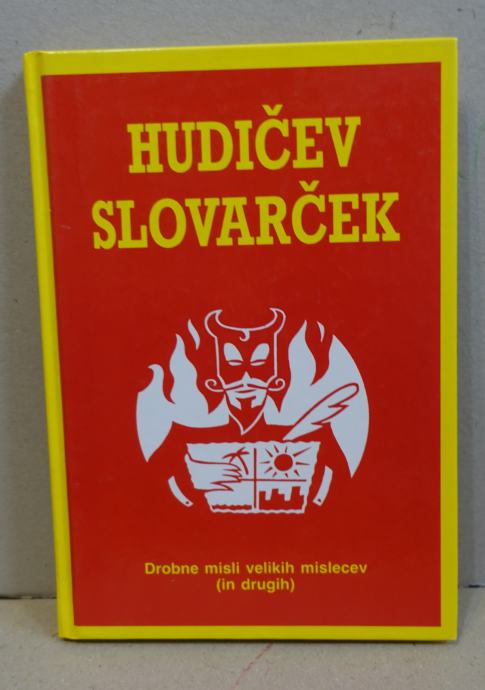 HUDIČEV
SLOVARČEK
Drobne misli velikih mislecev
(in drugih)